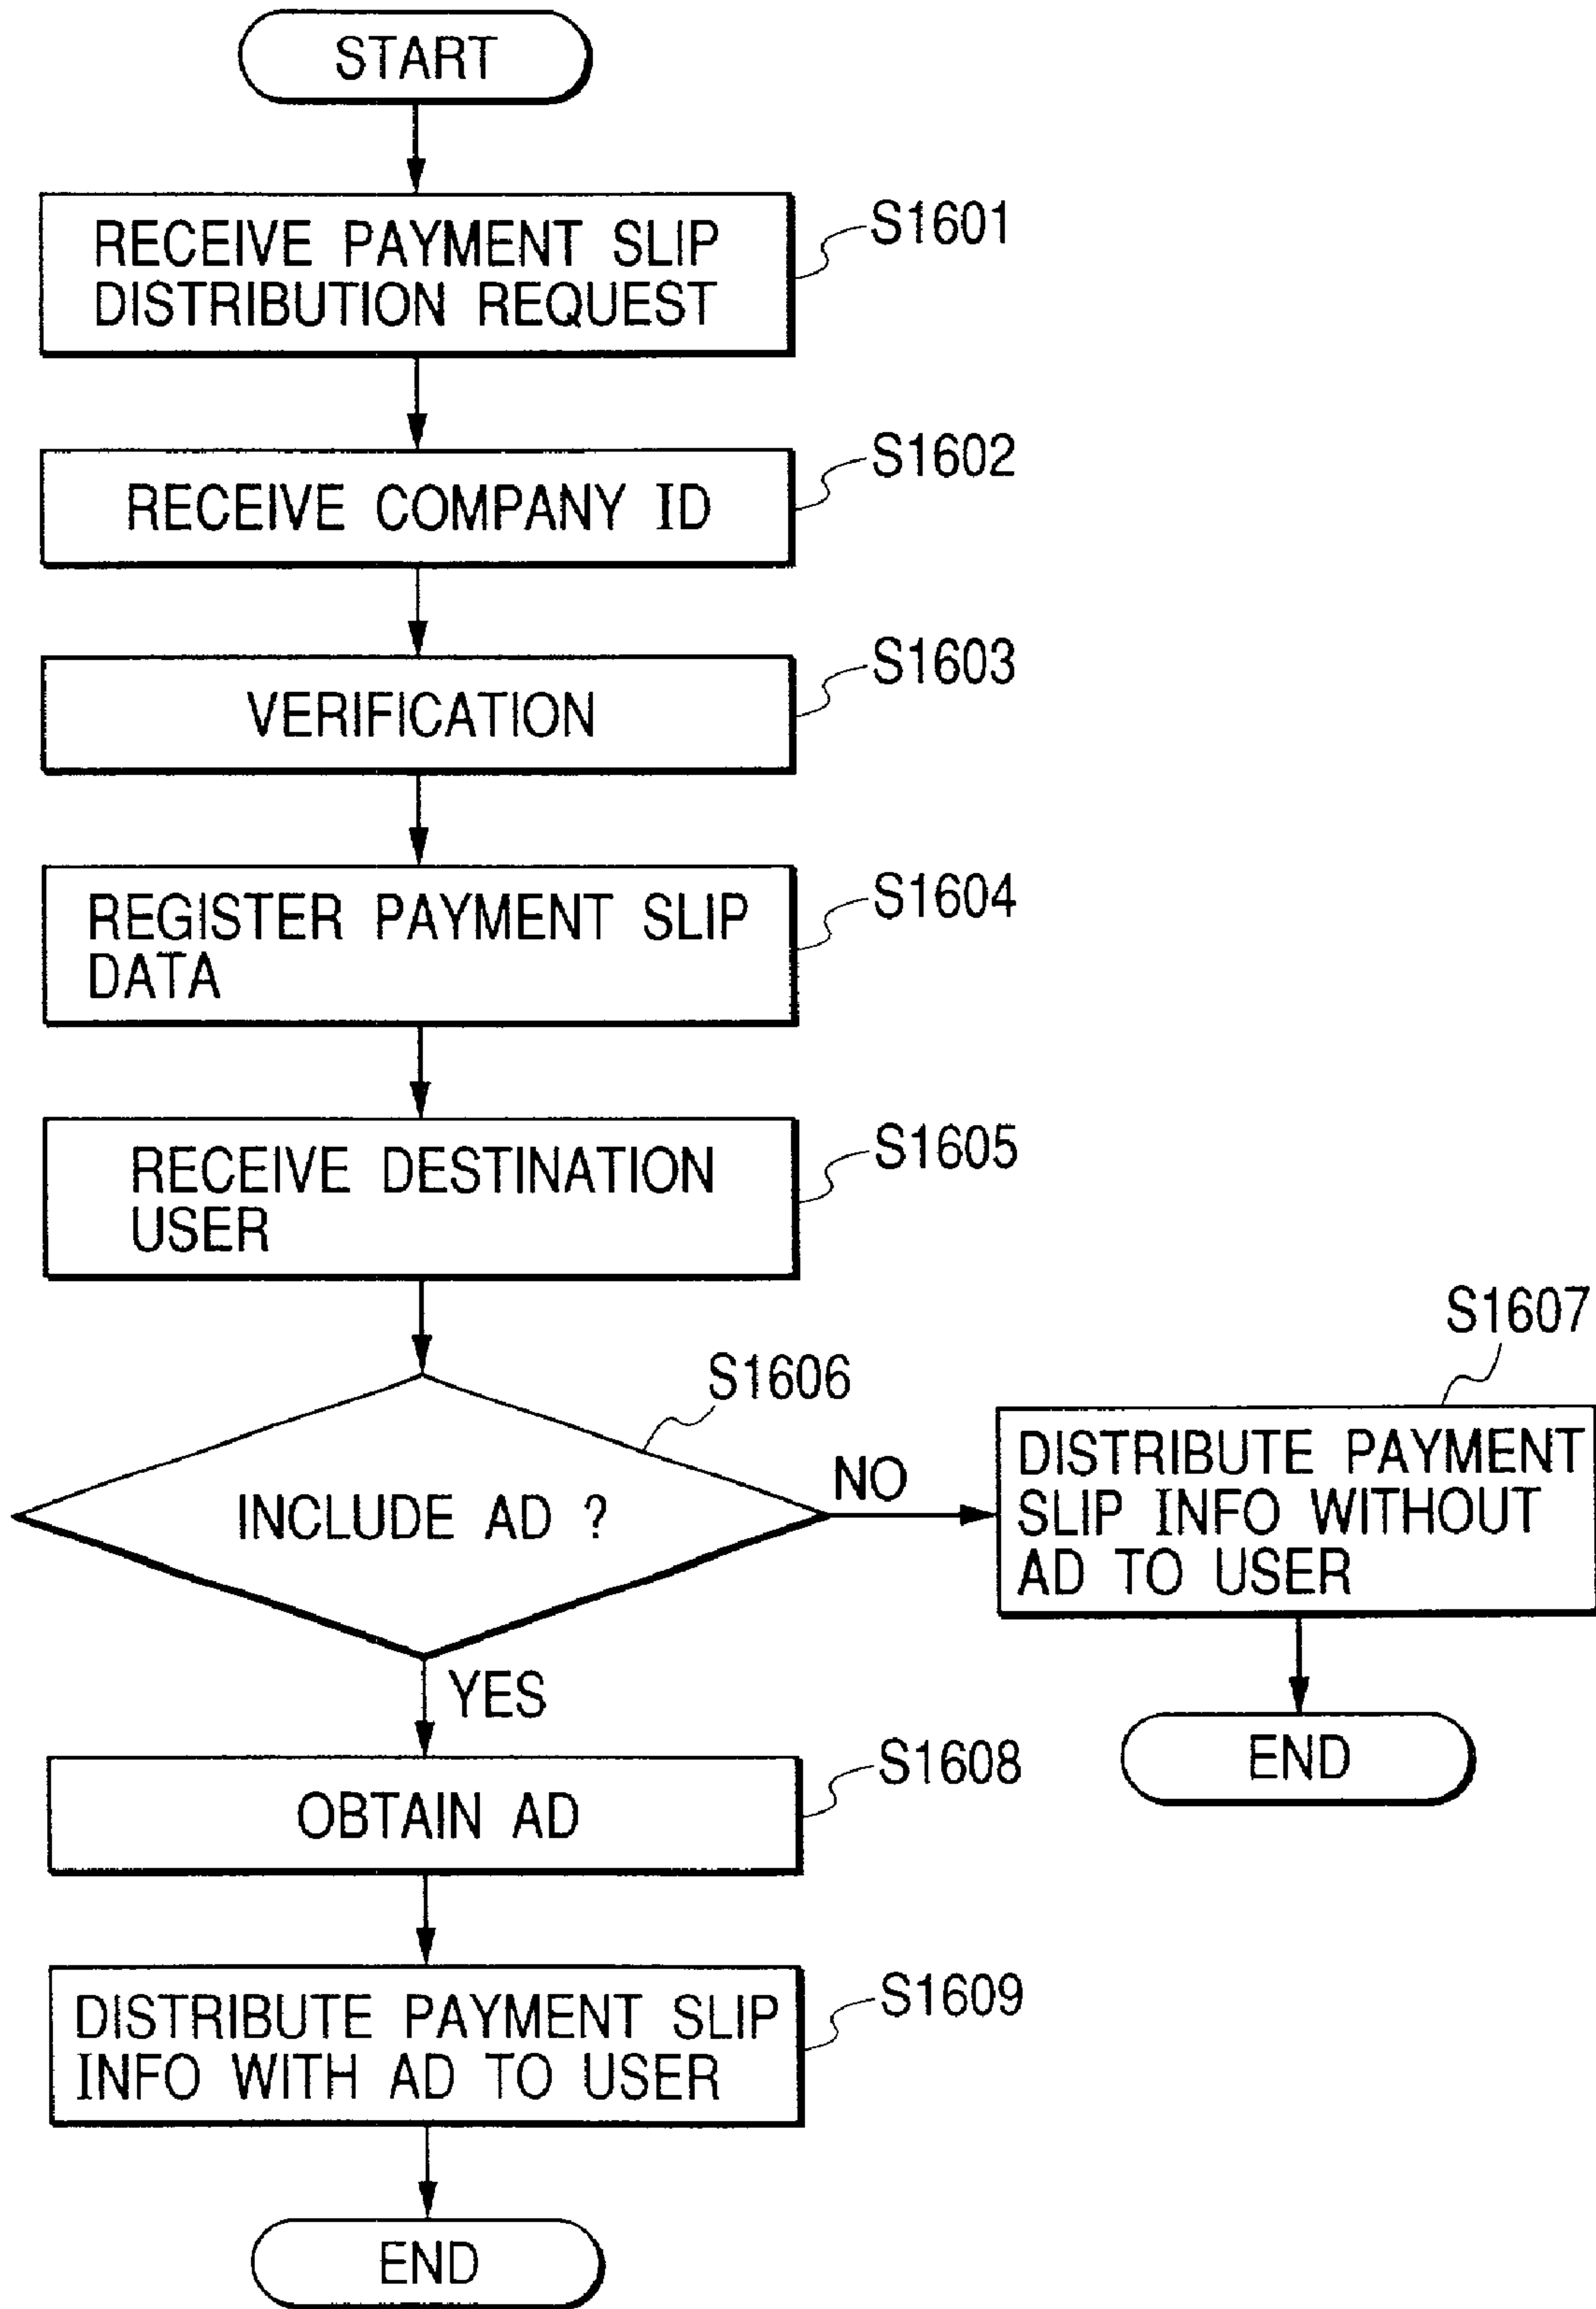 START
RECEIVE PAYMENT SLIP
DISTRIBUTION REQUEST
S1601
RECEIVE COMPANY ID
S1602
VERIFICATION
S1603
REGISTER PAYMENT SLIP
DATA
S1604
RECEIVE DESTINATION
USER
S1605
INCLUDE AD ?
S1606
NO
S1607
DISTRIBUTE PAYMENT
SLIP INFO WITHOUT
AD TO USER
END
YES
OBTAIN AD
S1608
DISTRIBUTE PAYMENT SLIP
INFO WITH AD TO USER
S1609
END